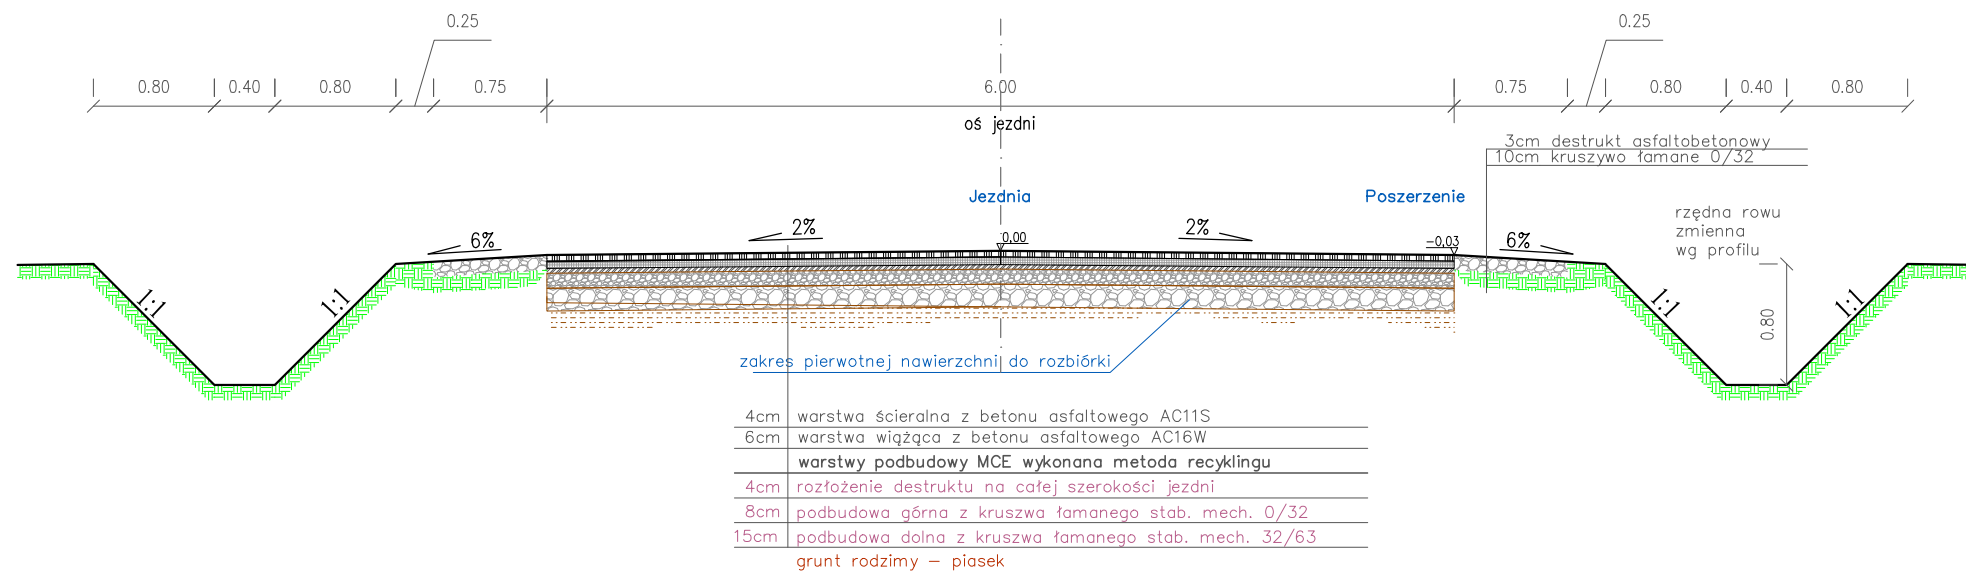 0.25 0.25
0.80 0.40 0.80 0.75 6.00 0.75 0.80 0.40 0.80
oś jezdni
3cm destrukt asfaltobetonowy
10cm kruszywo łamane 0/32
Jezdnia Poszerzenie
rzędna rowu
zmienna
wg profilu
6% 2% 0,00 2% -0,03 6%
1:1 1:1 1:1 1:1
0.80
zakres pierwotnej nawierzchni do rozbiórki
4cm warstwa ścieralna z betonu asfaltowego AC11S
6cm warstwa wiążąca z betonu asfaltowego AC16W
warstwy podbudowy MCE wykonana metoda recyklingu
4cm rozłożenie destruktu na całej szerokości jezdni
8cm podbudowa górna z kruszwa łamanego stab. mech. 0/32
15cm podbudowa dolna z kruszwa łamanego stab. mech. 32/63
grunt rodzimy – piasek